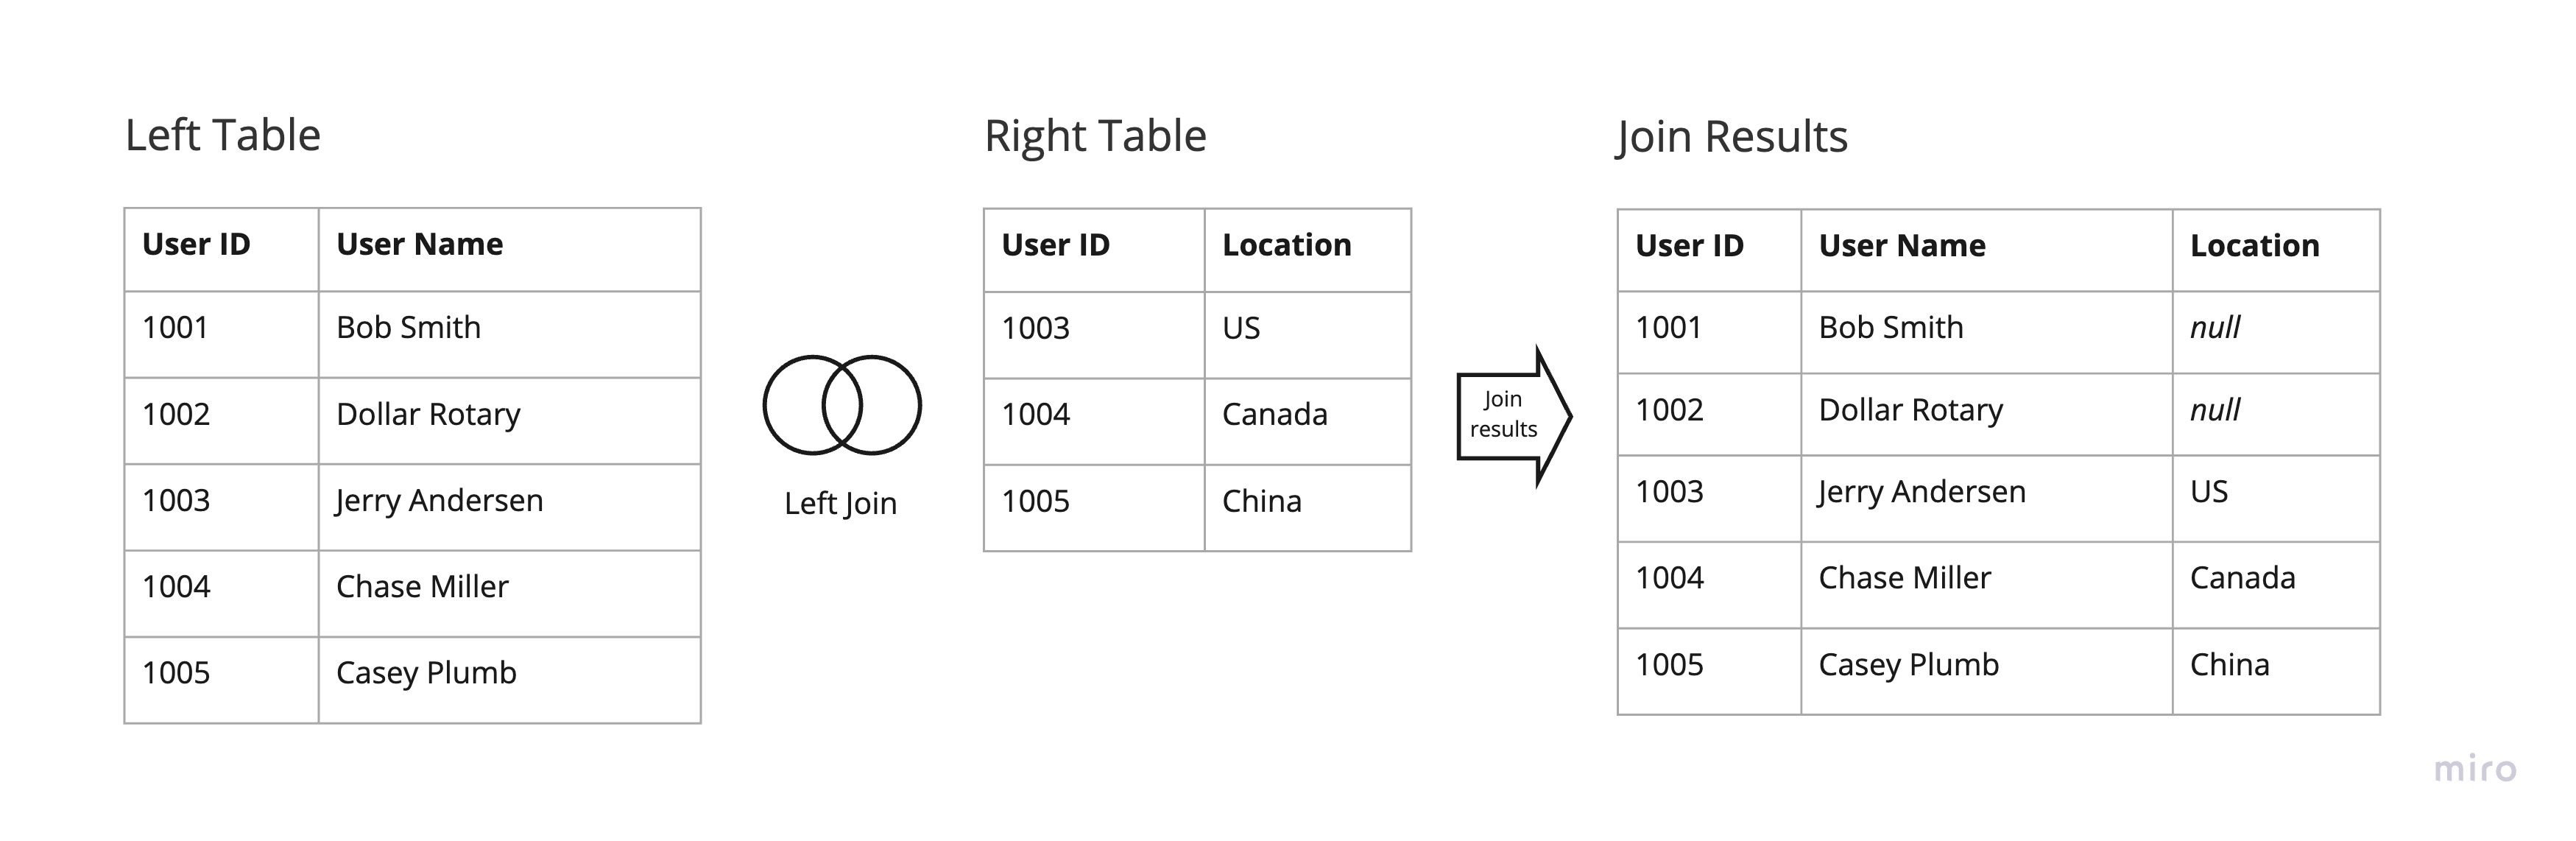 Left Table
User ID User Name
1001 Bob Smith
1002 Dollar Rotary
1003 Jerry Andersen
1004 Chase Miller
1005 Casey Plumb
Left Join
Right Table
User ID Location
1003 US
1004 Canada
1005 China
Join
results
Join Results
User ID User Name Location
1001 Bob Smith null
1002 Dollar Rotary null
1003 Jerry Andersen US
1004 Chase Miller Canada
1005 Casey Plumb China
miro